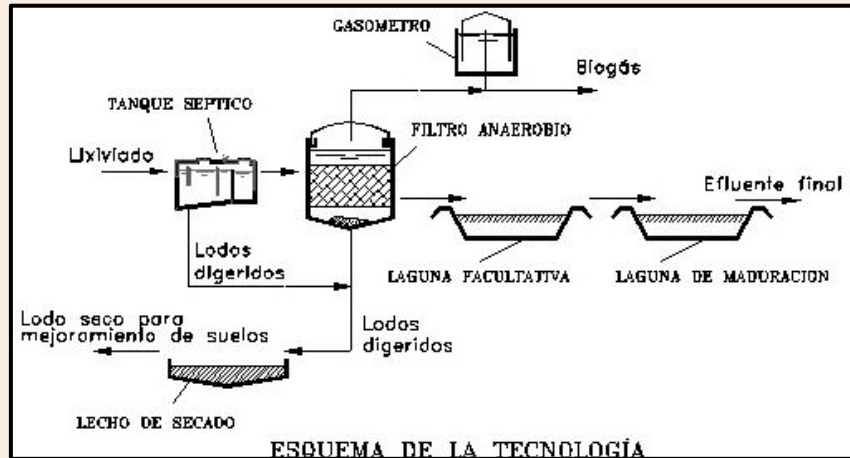 GASOMETRO
Biogás
TANQUE SEPTICO
FILTRO ANAEROBIO
Lixiviado
Efluente final
Lodos
digeridos
LAGUNA FACULTATIVA
LAGUNA DE MADURACION
Lodo seco para
mejoramiento de suelos
Lodos
digeridos
LECHO DE SECADO
ESQUEMA DE LA TECNOLOGÍA